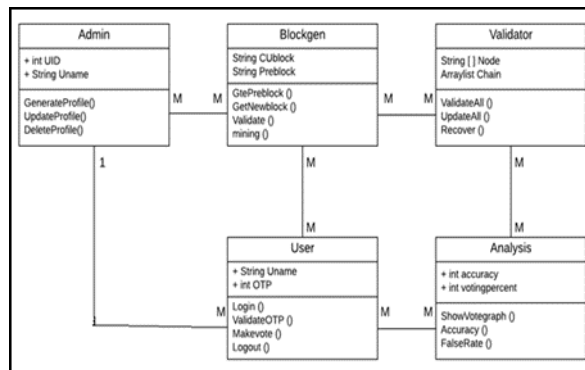 Admin
+ int UID
+ String Uname
GenerateProfile()
UpdateProfile()
DeleteProfile()
Blockgen
String CUblock
String Preblock
GtePreblock ()
GetNewblock ()
Validate ()
mining ()
Validator
String [ ] Node
Arraylist Chain
ValidateAll ()
UpdateAll ()
Recover ()
M
M
M
M
1
M
M
M
M
User
+ String Uname
+ int OTP
Login ()
ValidateOTP ()
Makevote ()
Logout ()
Analysis
+ int accuracy
+ int votingpercent
ShowVotegraph ()
Accuracy ()
FalseRate ()
M
M
M